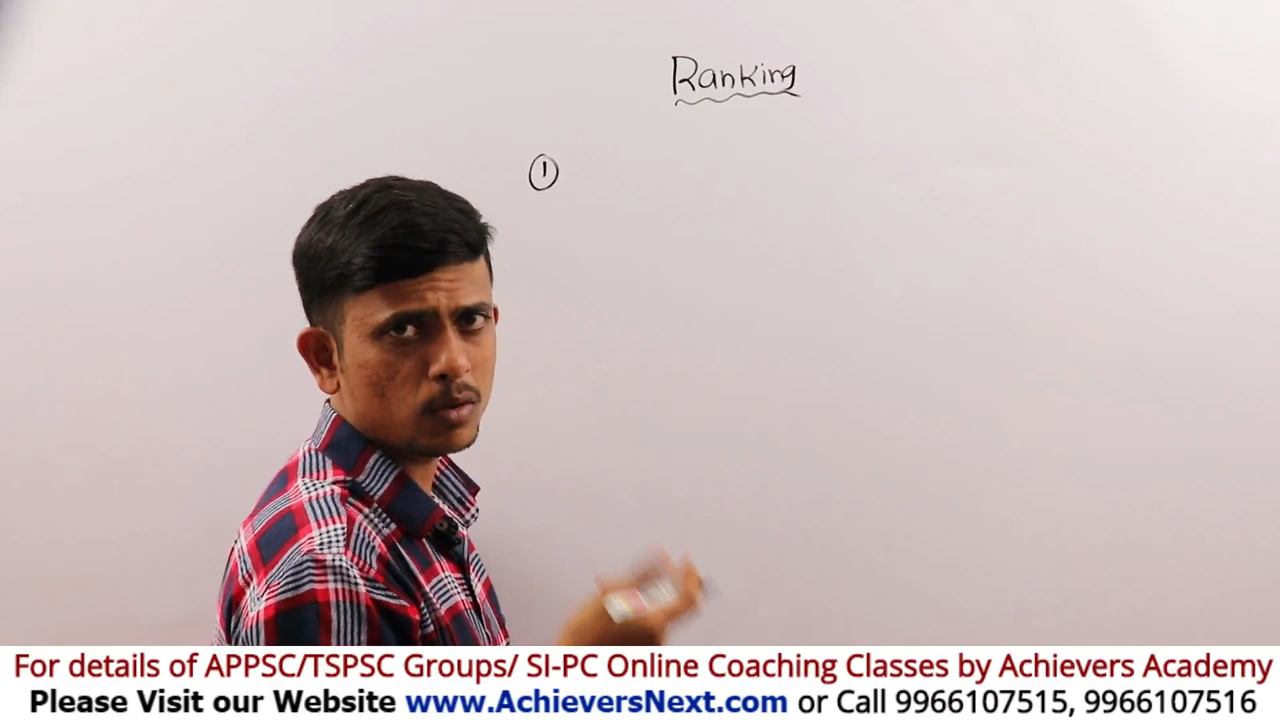 Ranking
1
For details of APPSC/TSPSC Groups/ SI-PC Online Coaching Classes by Achievers Academy
Please Visit our Website www.AchieversNext.com or Call 9966107515, 9966107516